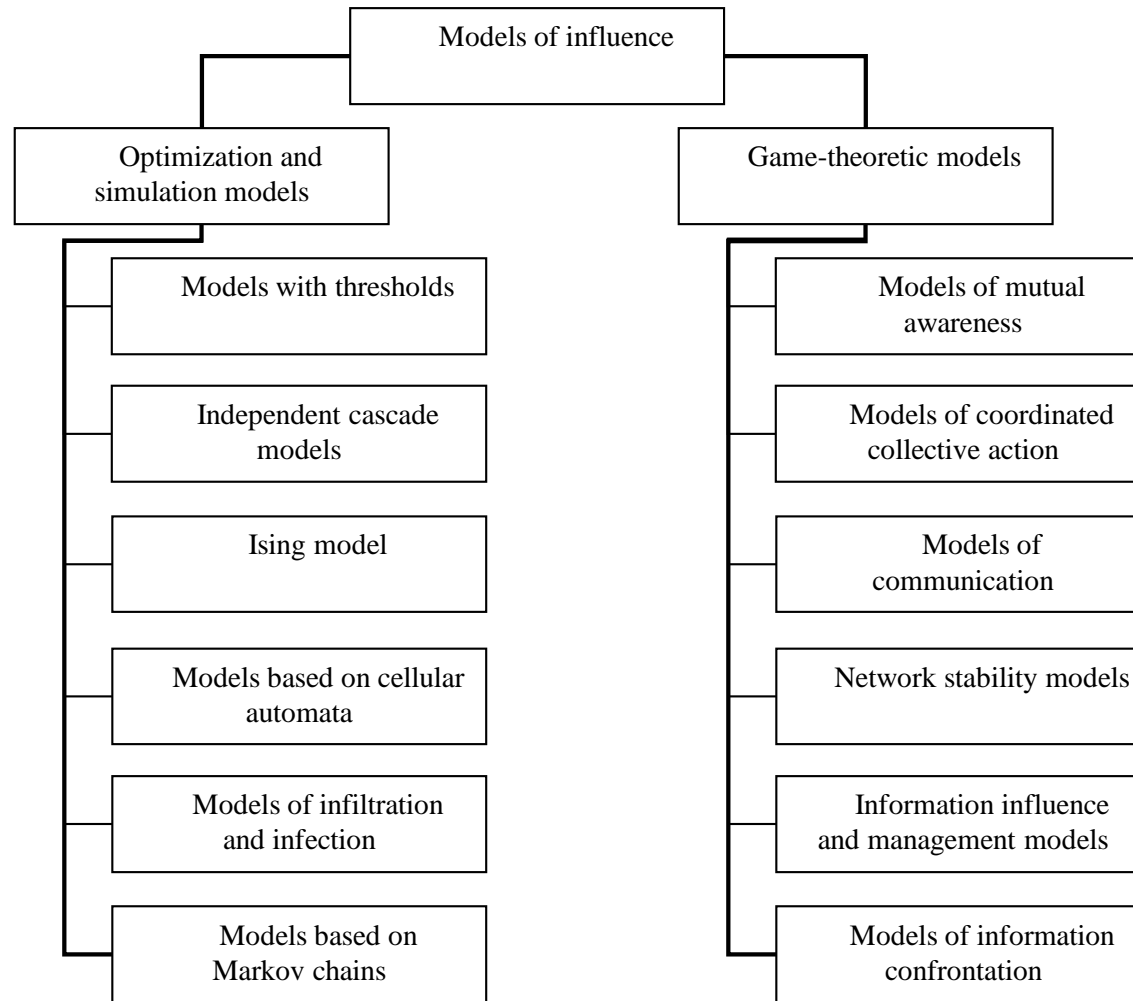 Models of influence
Optimization and
simulation models
Game-theoretic models
Models with thresholds
Independent cascade
models
Ising model
Models based on cellular
automata
Models of infiltration
and infection
Models based on
Markov chains
Models of mutual
awareness
Models of coordinated
collective action
Models of
communication
Network stability models
Information influence
and management models
Models of information
confrontation